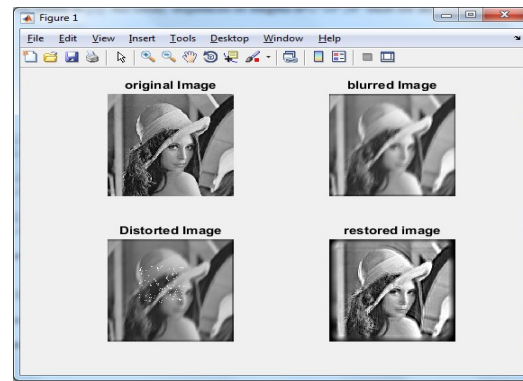 Figure 1
File Edit View Insert Tools Desktop Window Help
original Image
blurred Image
Distorted Image
restored image